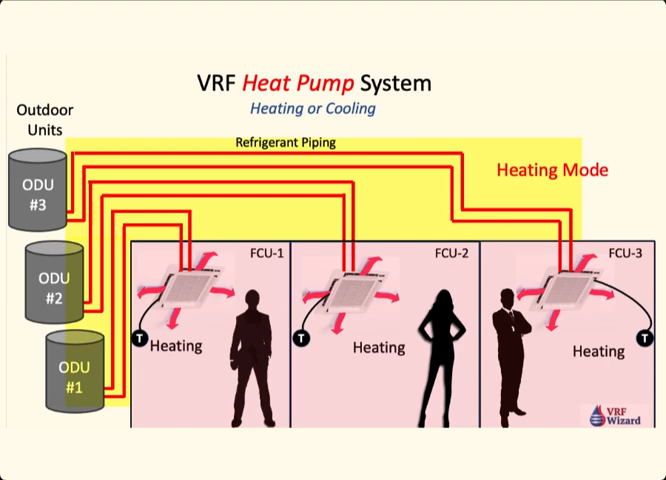 VRF Heat Pump System
Heating or Cooling
Outdoor
Units
Refrigerant Piping
Heating Mode
ODU
#3
ODU
#2
ODU
#1
FCU-1
FCU-2
FCU-3
T
Heating
T
Heating
T
Heating
VRF
Wizard